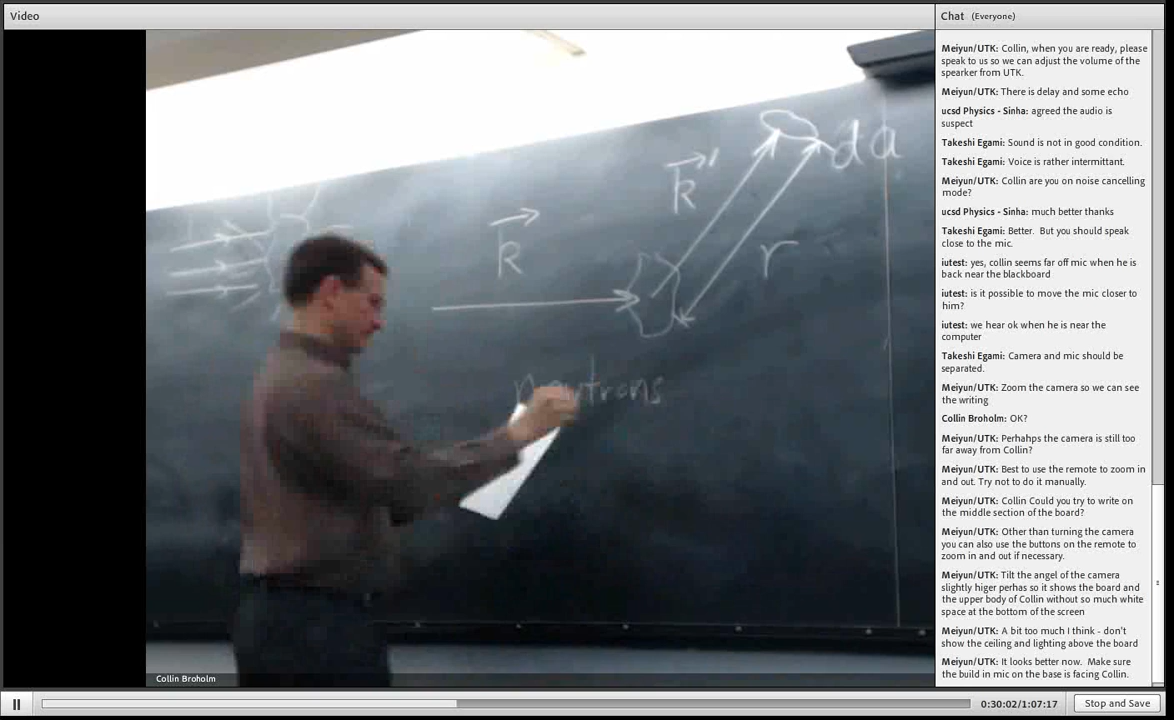 Video
Chat (Everyone)
k
k'
da
r
neutrons
Meiyun/UTK: Collin, when you are ready, please
speak to us so we can adjust the volume of the
spearker from UTK.
Meiyun/UTK: There is delay and some echo
ucsd Physics - Sinha: agreed the audio is
suspect
Takeshi Egami: Sound is not in good condition.
Takeshi Egami: Voice is rather intermittant.
Meiyun/UTK: Collin are you on noise cancelling
mode?
ucsd Physics - Sinha: much better thanks
Takeshi Egami: Better.  But you should speak
close to the mic.
iutest: yes, collin seems far off mic when he is
back near the blackboard
iutest: is it possible to move the mic closer to
him?
iutest: we hear ok when he is near the
computer
Takeshi Egami: Camera and mic should be
separated.
Meiyun/UTK: Zoom the camera so we can see
the writing
Collin Broholm: OK?
Meiyun/UTK: Perhahps the camera is still too
far away from Collin?
Meiyun/UTK: Best to use the remote to zoom in
and out. Try not to do it manually.
Meiyun/UTK: Collin Could you try to write on
the middle section of the board?
Meiyun/UTK: Other than turning the camera
you can also use the buttons on the remote to
zoom in and out if necessary.
Meiyun/UTK: Tilt the angel of the camera
slightly higer perhas so it shows the board and
the upper body of Collin without so much white
space at the bottom of the screen
Meiyun/UTK: A bit too much I think - don't
show the ceiling and lighting above the board
Meiyun/UTK: It looks better now.  Make sure
the build in mic on the base is facing Collin.
Collin Broholm
0:30:02/1:07:17
Stop and Save